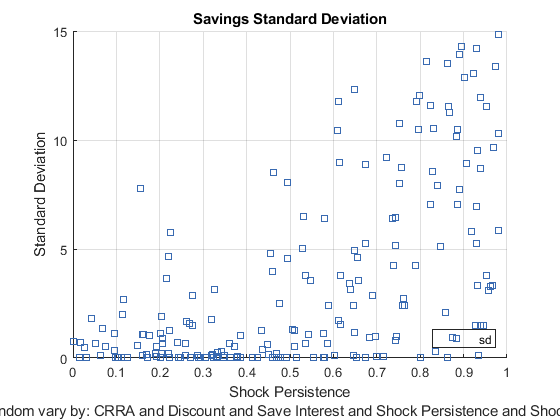 Savings Standard Deviation
15
10
5
0
Standard Deviation
sd
0 0.1 0.2 0.3 0.4 0.5 0.6 0.7 0.8 0.9 1
Shock Persistence
ndom vary by: CRRA and Discount and Save Interest and Shock Persistence and Shoc